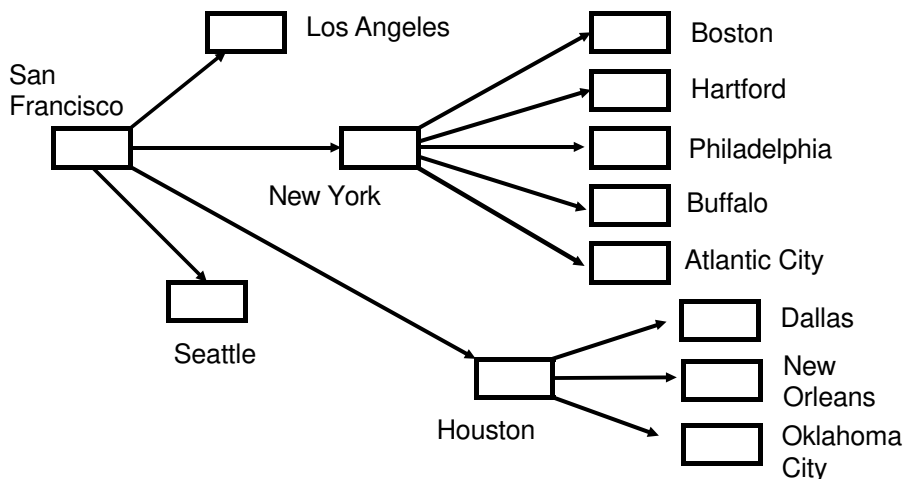 Los Angeles
Boston
San
Francisco
Hartford
Philadelphia
New York
Buffalo
Atlantic City
Dallas
Seattle
New
Orleans
Houston
Oklahoma
City